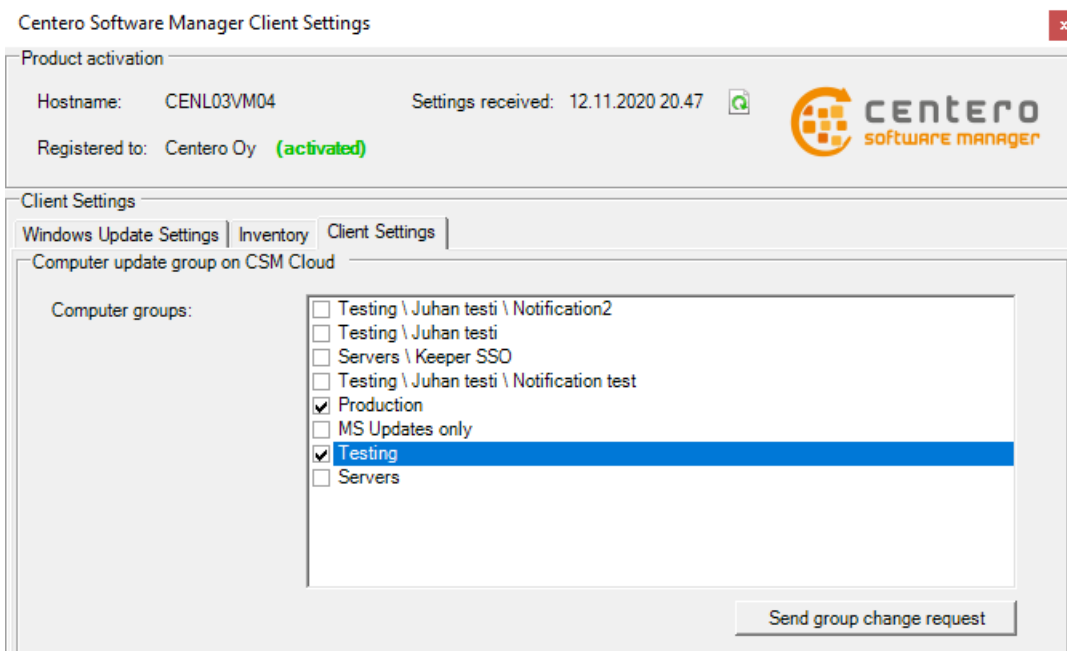 Centero Software Manager Client Settings
x
Product activation
Hostname: CENL03VM04 Settings received: 12.11.2020 20.47
Registered to: Centero Oy (activated)
centero
software manager
Client Settings
Windows Update Settings Inventory Client Settings
Computer update group on CSM Cloud
Computer groups:
Testing \ Juhan testi \ Notification2
Testing \ Juhan testi
Servers \ Keeper SSO
Testing \ Juhan testi \ Notification test
Production
MS Updates only
Testing
Servers
Send group change request